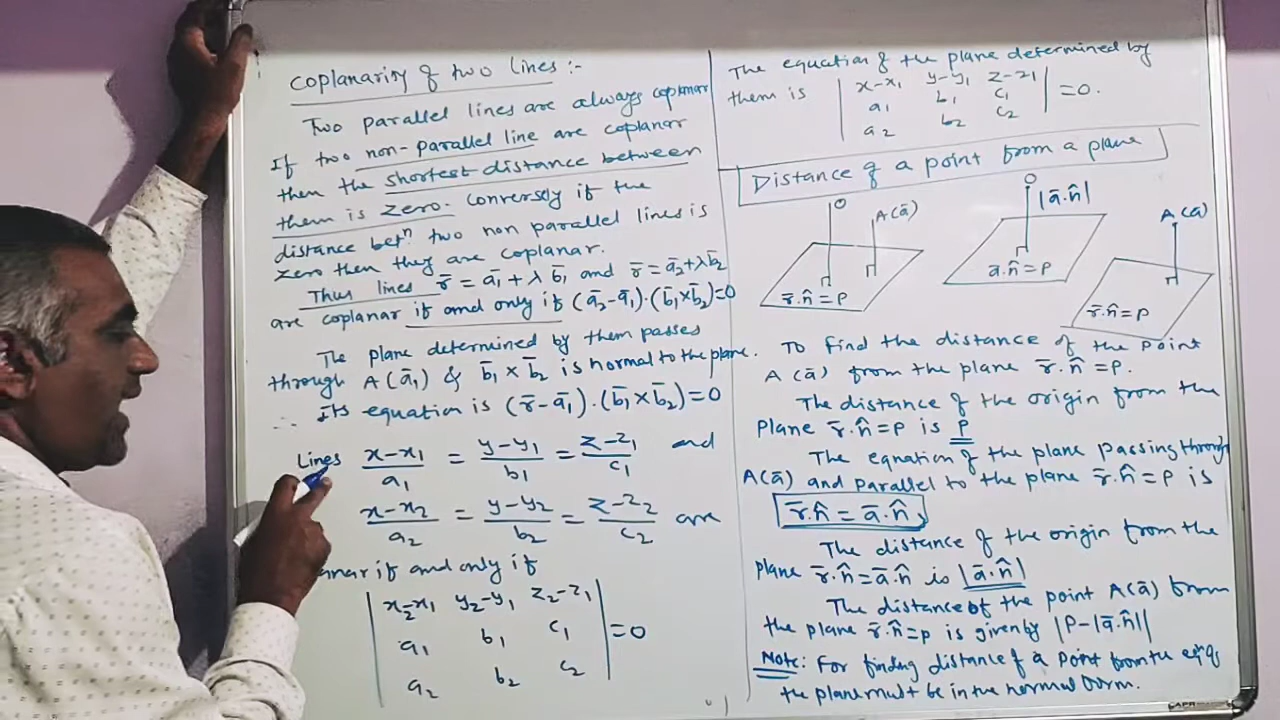 Coplanarity of two lines :-
Two parallel lines are always coplanar
If two non-parallel line are coplanar
then the shortest distance between
them is zero. Conversely if the
distance betⁿ two non parallel lines is
zero then they are coplanar.
Thus lines r̄ = ā₁ + λ b̄₁ and r̄ = ā₂ + λ b̄₂
are coplanar if and only if (ā₂-ā₁).(b̄₁×b̄₂)=0
The plane determined by them passes
through A(ā₁) & b̄₁ × b̄₂ is normal to the plane.
∴ Its equation is (r̄-ā₁).(b̄₁×b̄₂)=0
Lines x-x₁/a₁ = y-y₁/b₁ = z-z₁/c₁ and
x-x₂/a₂ = y-y₂/b₂ = z-z₂/c₂ are
nar if and only if
| x₂-x₁ y₂-y₁ z₂-z₁ |
| a₁ b₁ c₁ | = 0
| a₂ b₂ c₂ |
The equation of the plane determined by
them is | x-x₁ y-y₁ z-z₁ |
| a₁ b₁ c₁ | = 0.
| a₂ b₂ c₂ |
Distance of a point from a plane
O A(ā) r̄.n̂ = P
O |ā.n̂| ā.n̂ = P
A(ā) r̄.n̂ = P
To find the distance of the point
A(ā) from the plane r̄.n̂ = P.
The distance of the origin from the
plane r̄.n̂ = P is P
The equation of the plane passing through
A(ā) and parallel to the plane r̄.n̂ = P is
r̄.n̂ = ā.n̂,
The distance of the origin from the
plane r̄.n̂ = ā.n̂ is |ā.n̂|
The distance of the point A(ā) from
the plane r̄.n̂ = P is given by |P-|ā.n̂||
Note: For finding distance of a point from the eqⁿ of
the plane must be in the normal form.